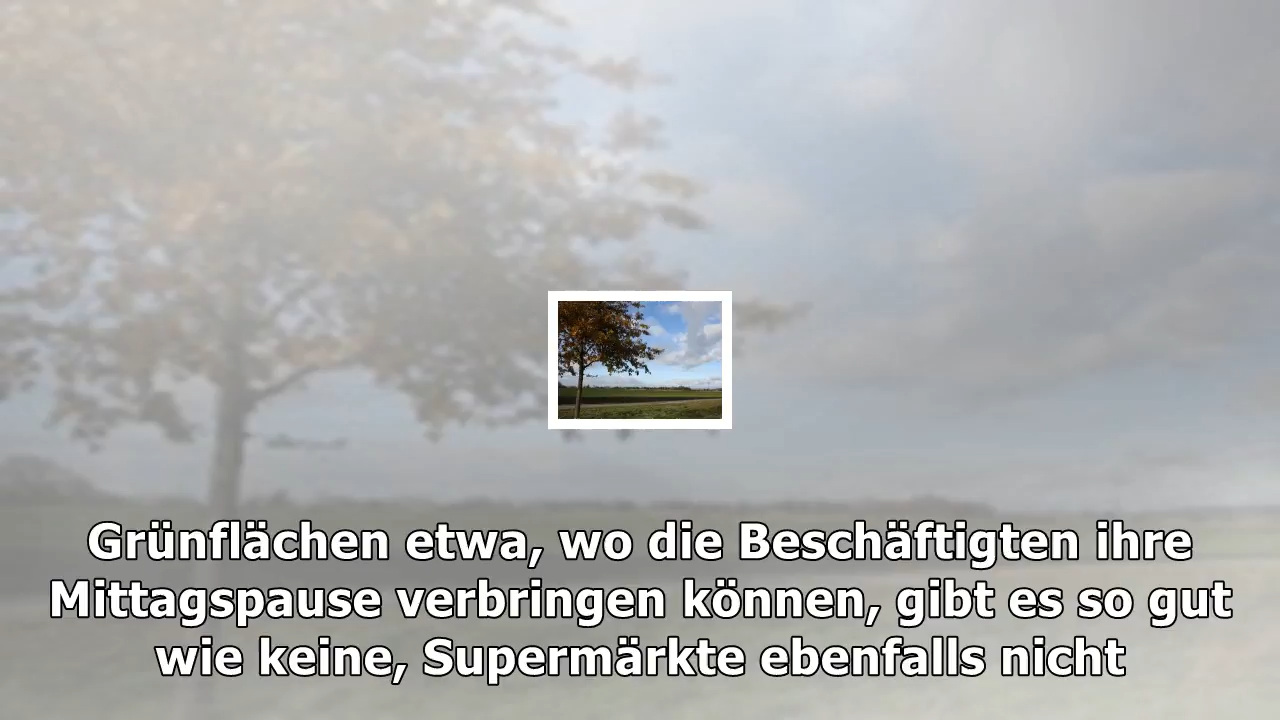 Grünflächen etwa, wo die Beschäftigten ihre
Mittagspause verbringen können, gibt es so gut
wie keine, Supermärkte ebenfalls nicht